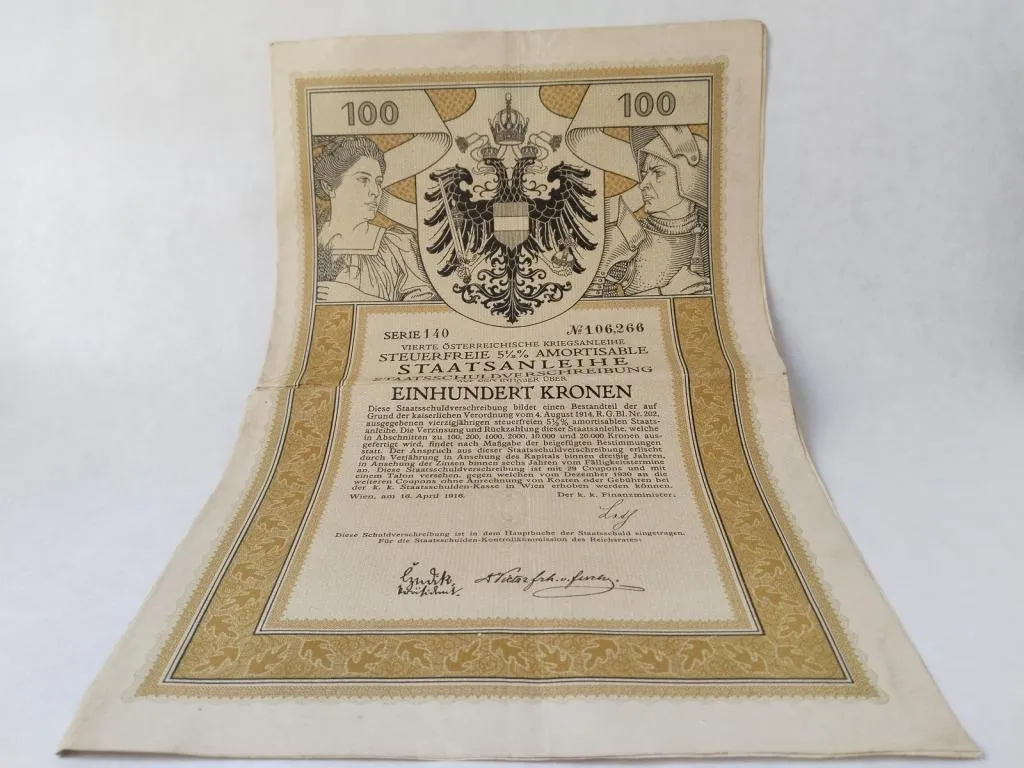 100
100
SERIE 140
№106,266
VIERTE ÖSTERREICHISCHE KRIEGSANLEIHE
STEUERFREIE 5½% AMORTISABLE
STAATSANLEIHE
STAATSSCHULDVERSCHREIBUNG
AUF DEN INHABER ÜBER
EINHUNDERT KRONEN
Diese Staatsschuldverschreibung bildet einen Bestandteil der auf
Grund der kaiserlichen Verordnung vom 4. August 1914, R. G. Bl. Nr. 202,
ausgegebenen vierzigjährigen steuerfreien 5½% amortisablen Staats-
anleihe. Die Verzinsung und Rückzahlung dieser Staatsanleihe, welche
in Abschnitten zu 100, 200, 1000, 2000, 10.000 und 20.000 Kronen aus-
gefertigt wird, findet nach Maßgabe der beigefügten Bestimmungen
statt. Der Anspruch aus dieser Staatsschuldverschreibung erlischt
durch Verjährung in Ansehung des Kapitals binnen dreißig Jahren,
in Ansehung der Zinsen binnen sechs Jahren vom Fälligkeitstermine
an. Diese Staatsschuldverschreibung ist mit 29 Coupons und mit
einem Talon versehen, gegen welchen vom Dezember 1930 an die
weiteren Coupons ohne Anrechnung von Kosten oder Gebühren bei
der k. k. Staatsschulden-Kasse in Wien erhoben werden können.
Wien, am 16. April 1916.
Der k. k. Finanzminister:
Diese Schuldverschreibung ist in dem Hauptbuche der Staatsschuld eingetragen.
Für die Staatsschulden-Kontrollkommission des Reichsrates:
Präsident.